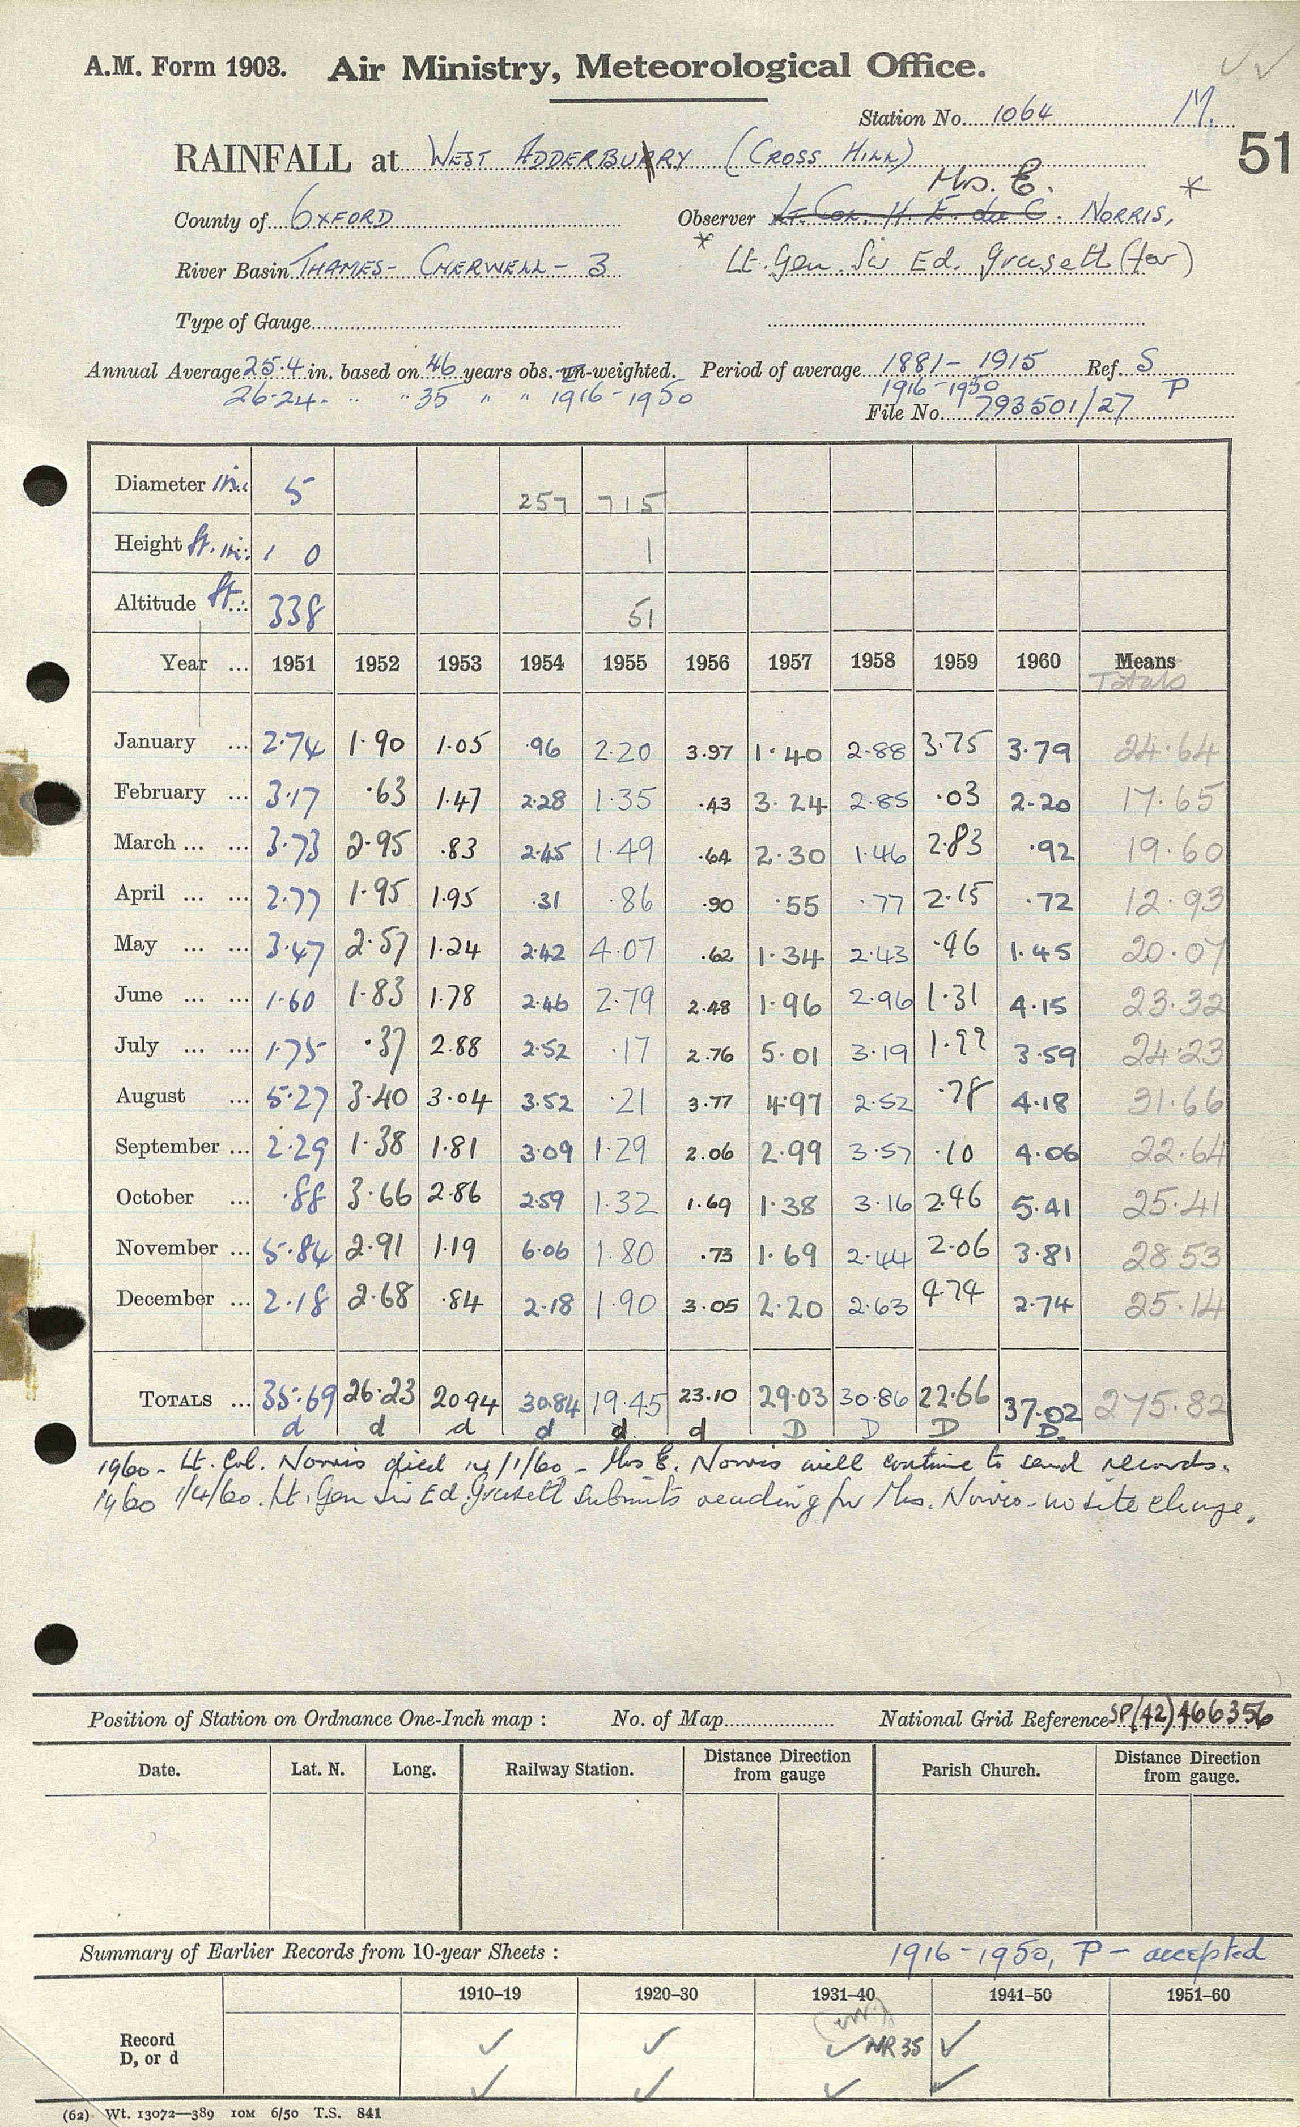 A.M. Form 1903. Air Ministry, Meteorological Office.
Station No. 1064 M.
RAINFALL at WEST ADDERBURY (CROSS HILL) 51
Mrs. E. *
County of OXFORD Observer Lt. Col. H. E. du C. NORRIS,
River Basin THAMES - CHERWELL - 3 * Lt. Gen. Sir Ed. Grasett (for)
Type of Gauge
Annual Average 25.4 in. based on 46 years obs. un-weighted. Period of average 1881 - 1915 Ref. S
26.24 " " 35 " " 1916-1950 1916-1950 P
File No. 793501/27
Diameter in. 5 257 715
Height ft. in. 1 0 1
Altitude ft. 338 51
Year ... 1951 1952 1953 1954 1955 1956 1957 1958 1959 1960 Means
Totals
January ... 2.74 1.90 1.05 .96 2.20 3.97 1.40 2.88 3.75 3.79 24.64
February ... 3.17 .63 1.47 2.28 1.35 .43 3.24 2.85 .03 2.20 17.65
March ... ... 3.73 2.95 .83 2.45 1.49 .64 2.30 1.46 2.83 .92 19.60
April ... ... 2.77 1.95 1.95 .31 .86 .90 .55 .77 2.15 .72 12.93
May ... ... 3.47 2.57 1.24 2.42 4.07 .62 1.34 2.43 .96 1.45 20.07
June ... ... 1.60 1.83 1.78 2.46 2.79 2.48 1.96 2.96 1.31 4.15 23.32
July ... ... 1.75 .37 2.88 2.52 .17 2.76 5.01 3.19 1.99 3.59 24.23
August ... 5.27 3.40 3.04 3.52 .21 3.77 4.97 2.52 .78 4.18 31.66
September ... 2.29 1.38 1.81 3.09 1.29 2.06 2.99 3.57 .10 4.06 22.64
October ... .88 3.66 2.86 2.59 1.32 1.69 1.38 3.16 2.46 5.41 25.41
November ... 5.84 2.91 1.19 6.06 1.80 .73 1.69 2.44 2.06 3.81 28.53
December ... 2.18 2.68 .84 2.18 1.90 3.05 2.20 2.63 4.74 2.74 25.14
TOTALS ... 35.69 26.23 20.94 30.84 19.45 23.10 29.03 30.86 22.66 37.02 275.82
d d d d d d D D D D.
1960 - Lt. Col. Norris died 14/1/60 - Mrs E. Norris will continue to send records.
1960 1/4/60. Lt. Gen Sir Ed. Grasett submits reading for Mrs. Norris - no site change.
Position of Station on Ordnance One-Inch map : No. of Map National Grid Reference SP(42)466356
Date. Lat. N. Long. Railway Station. Distance Direction from gauge Parish Church. Distance Direction from gauge.
Summary of Earlier Records from 10-year Sheets : 1916-1950, P - accepted
1910–19 1920–30 1931–40 1941–50 1951–60
Record
D, or d NR 35
(62) Wt. 13072—389 10M 6/50 T.S. 841